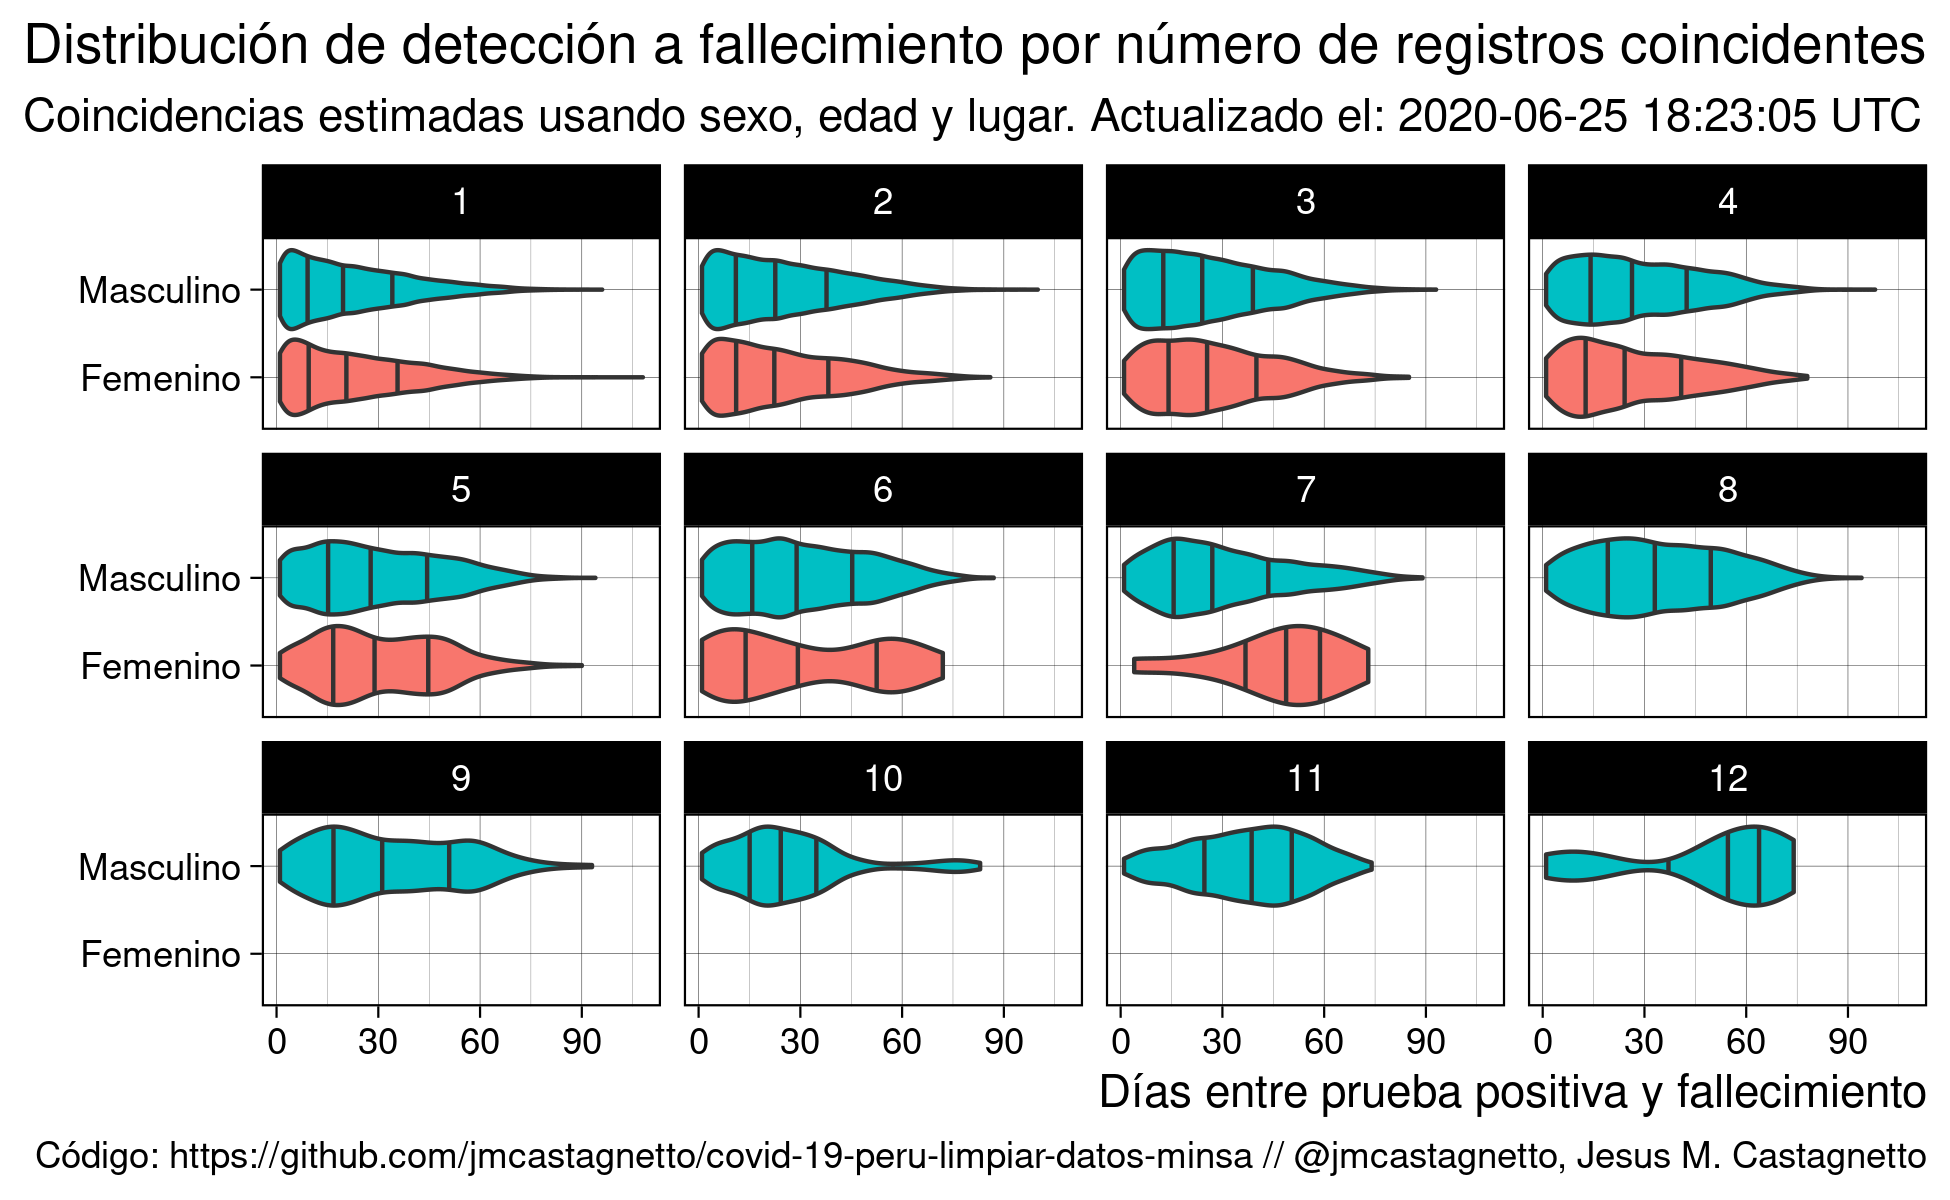 Distribución de detección a fallecimiento por número de registros coincidentes
Coincidencias estimadas usando sexo, edad y lugar. Actualizado el: 2020-06-25 18:23:05 UTC
1 2 3 4
Masculino
Femenino
5 6 7 8
Masculino
Femenino
9 10 11 12
Masculino
Femenino
0 30 60 90 0 30 60 90 0 30 60 90 0 30 60 90
Días entre prueba positiva y fallecimiento
Código: https://github.com/jmcastagnetto/covid-19-peru-limpiar-datos-minsa // @jmcastagnetto, Jesus M. Castagnetto